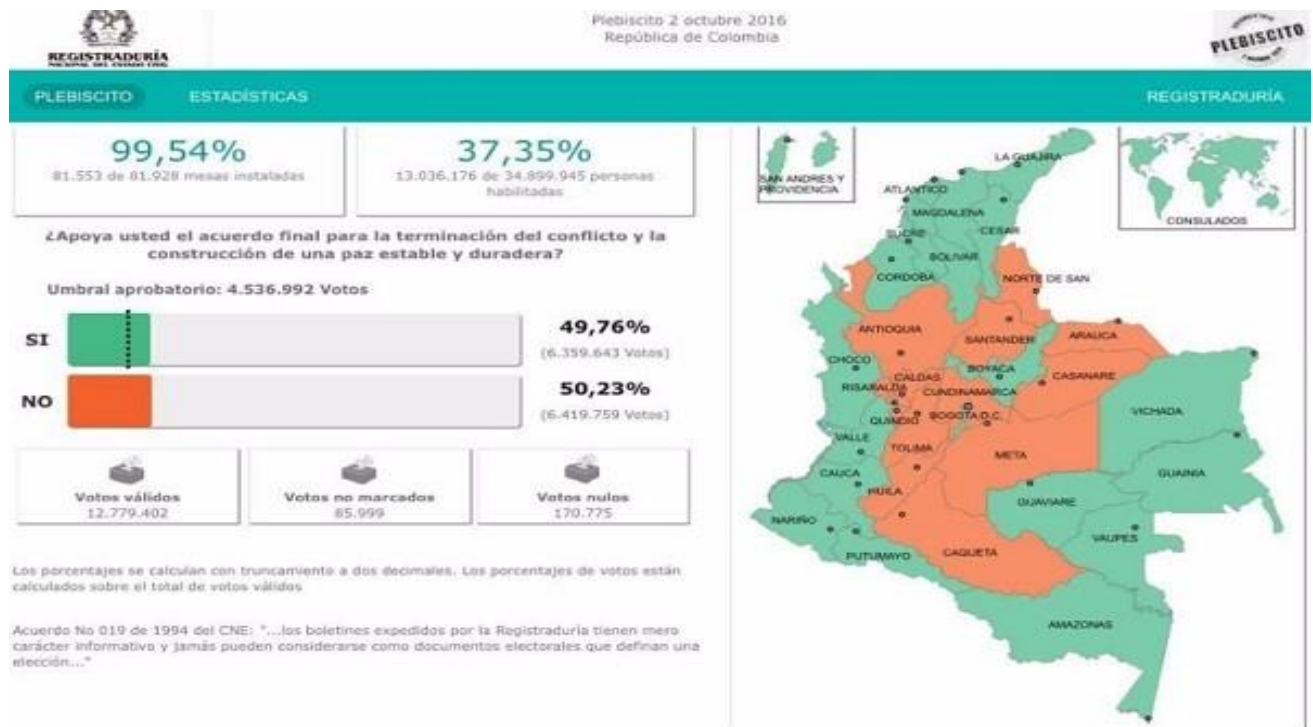 REGISTRADURÍA
NACIONAL DEL ESTADO CIVIL
Plebiscito 2 octubre 2016
República de Colombia
PLEBISCITO
PLEBISCITO
ESTADÍSTICAS
REGISTRADURÍA
99,54%
81.553 de 81.928 mesas instaladas
37,35%
13.036.176 de 34.899.945 personas
habilitadas
¿Apoya usted el acuerdo final para la terminación del conflicto y la
construcción de una paz estable y duradera?
Umbral aprobatorio: 4.536.992 Votos
SI
49,76%
(6.359.643 Votos)
NO
50,23%
(6.419.759 Votos)
Votos válidos
12.779.402
Votos no marcados
85.999
Votos nulos
170.775
Los porcentajes se calculan con truncamiento a dos decimales. Los porcentajes de votos están
calculados sobre el total de votos válidos
Acuerdo No 019 de 1994 del CNE: "...los boletines expedidos por la Registraduría tienen mero
carácter informativo y jamás pueden considerarse como documentos electorales que definan una
elección..."
SAN ANDRES Y
PROVIDENCIA
CONSULADOS
LA GUAJIRA
ATLANTICO
MAGDALENA
SUCRE
CESAR
BOLIVAR
CORDOBA
NORTE DE SAN
ANTIOQUIA
SANTANDER
ARAUCA
CHOCO
BOYACA
CALDAS
CASANARE
RISARALDA
CUNDINAMARCA
QUINDIO
BOGOTA D.C.
VICHADA
VALLE
TOLIMA
META
CAUCA
GUAINIA
HUILA
GUAVIARE
NARIÑO
VAUPES
PUTUMAYO
CAQUETA
AMAZONAS